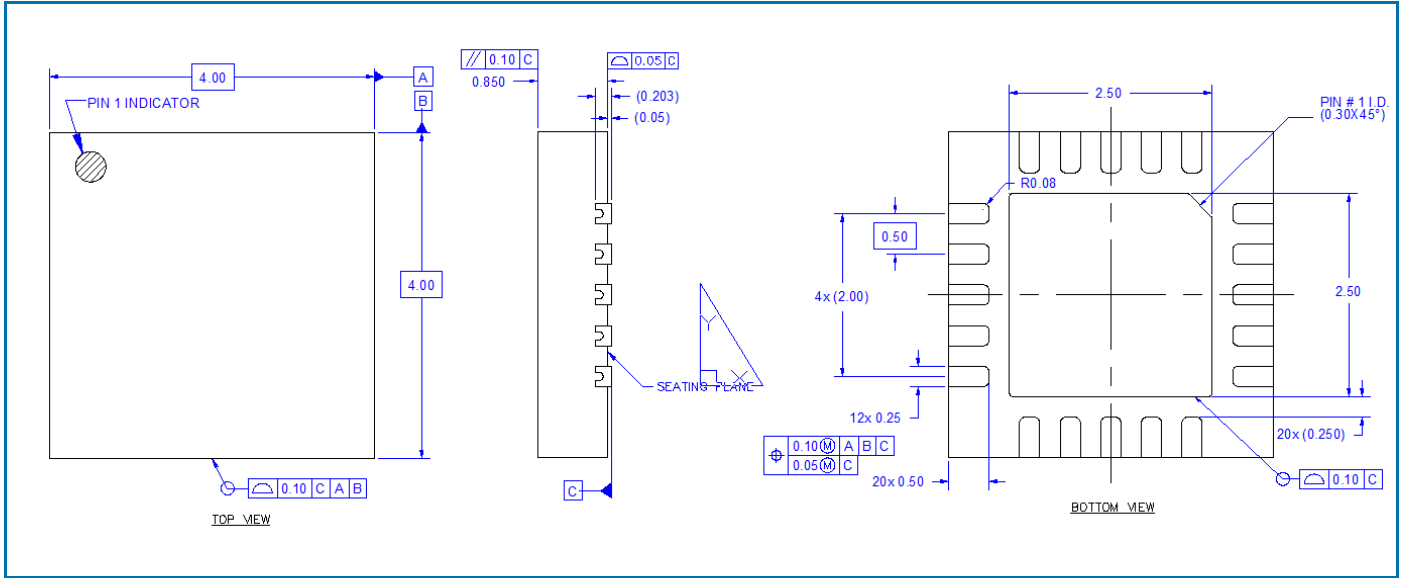 4.00
A
B
PIN 1 INDICATOR
4.00
⌓ 0.10 C A B
TOP VIEW
// 0.10 C
0.850
⌓ 0.05 C
(0.203)
(0.05)
Y
X
SEATING PLANE
C
2.50
PIN # 1 I.D.
(0.30X45°)
R0.08
0.50
4x (2.00)
2.50
12x 0.25
⌖ 0.10 Ⓜ A B C
0.05 Ⓜ C
20x 0.50
20x (0.250)
⌓ 0.10 C
BOTTOM VIEW